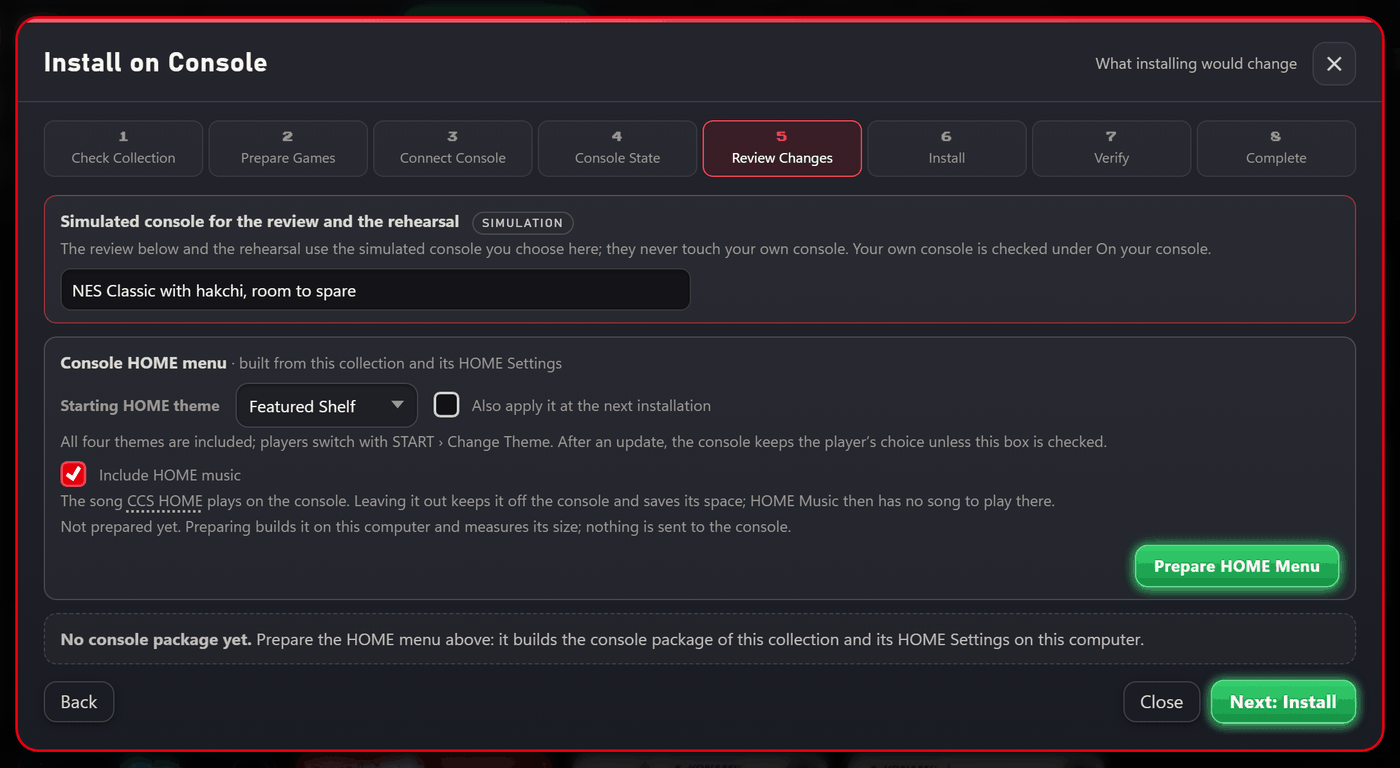 Install on Console
What installing would change
1
Check Collection
2
Prepare Games
3
Connect Console
4
Console State
5
Review Changes
6
Install
7
Verify
8
Complete
Simulated console for the review and the rehearsal SIMULATION
The review below and the rehearsal use the simulated console you choose here; they never touch your own console. Your own console is checked under On your console.
NES Classic with hakchi, room to spare
Console HOME menu · built from this collection and its HOME Settings
Starting HOME theme Featured Shelf Also apply it at the next installation
All four themes are included; players switch with START › Change Theme. After an update, the console keeps the player’s choice unless this box is checked.
Include HOME music
The song CCS HOME plays on the console. Leaving it out keeps it off the console and saves its space; HOME Music then has no song to play there.
Not prepared yet. Preparing builds it on this computer and measures its size; nothing is sent to the console.
Prepare HOME Menu
No console package yet. Prepare the HOME menu above: it builds the console package of this collection and its HOME Settings on this computer.
Back
Close
Next: Install